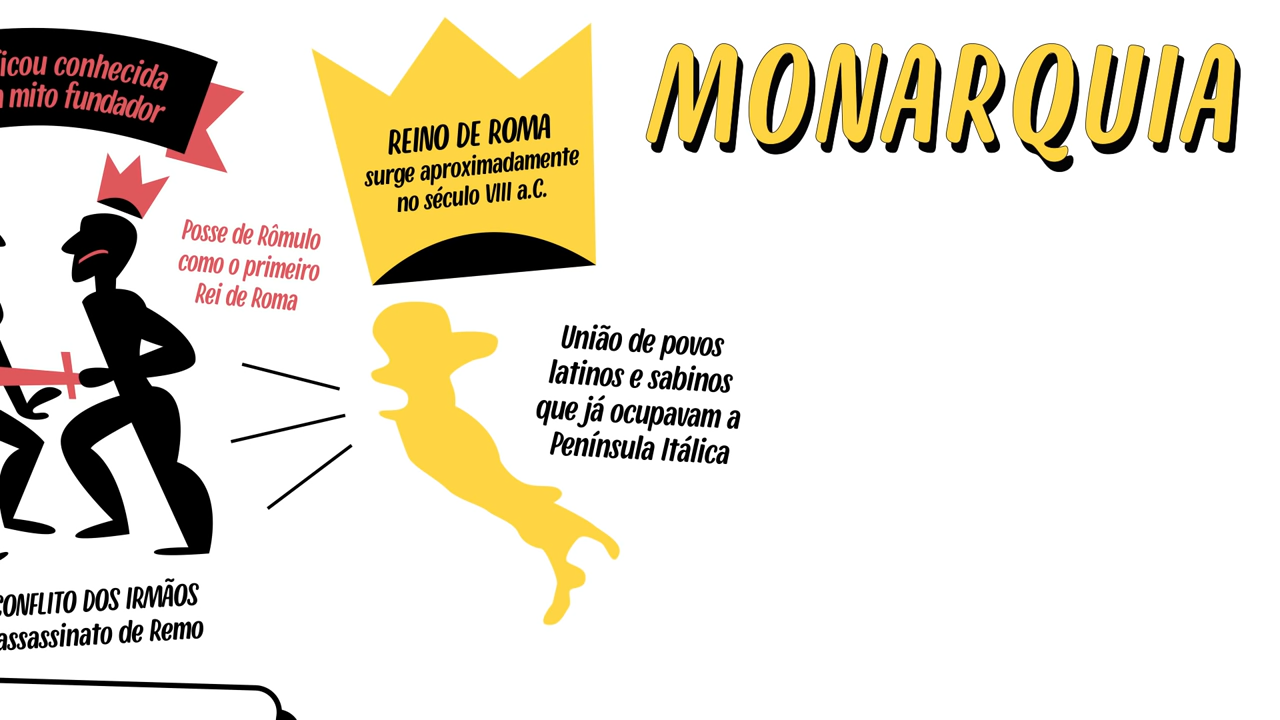 ficou conhecida
mito fundador
REINO DE ROMA
surge aproximadamente
no século VIII a.C.
MONARQUIA
Posse de Rômulo
como o primeiro
Rei de Roma
União de povos
latinos e sabinos
que já ocupavam a
Península Itálica
CONFLITO DOS IRMÃOS
assassinato de Remo